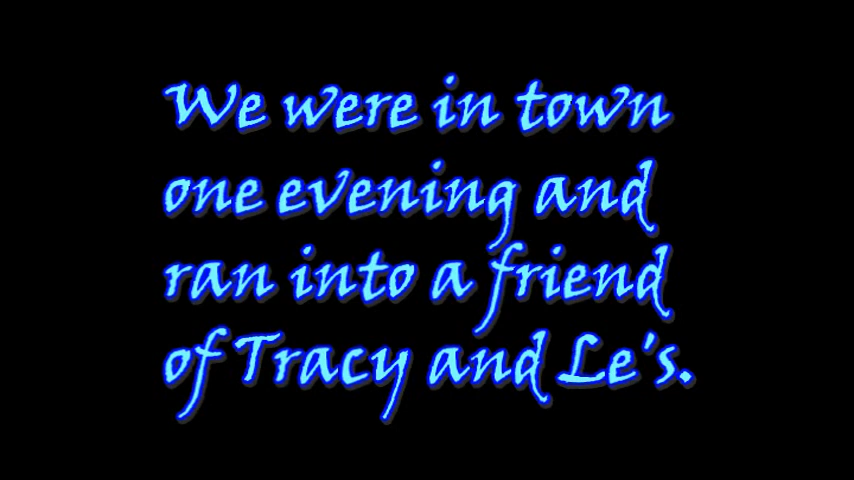 We were in town
one evening and
ran into a friend
of Tracy and Le's.